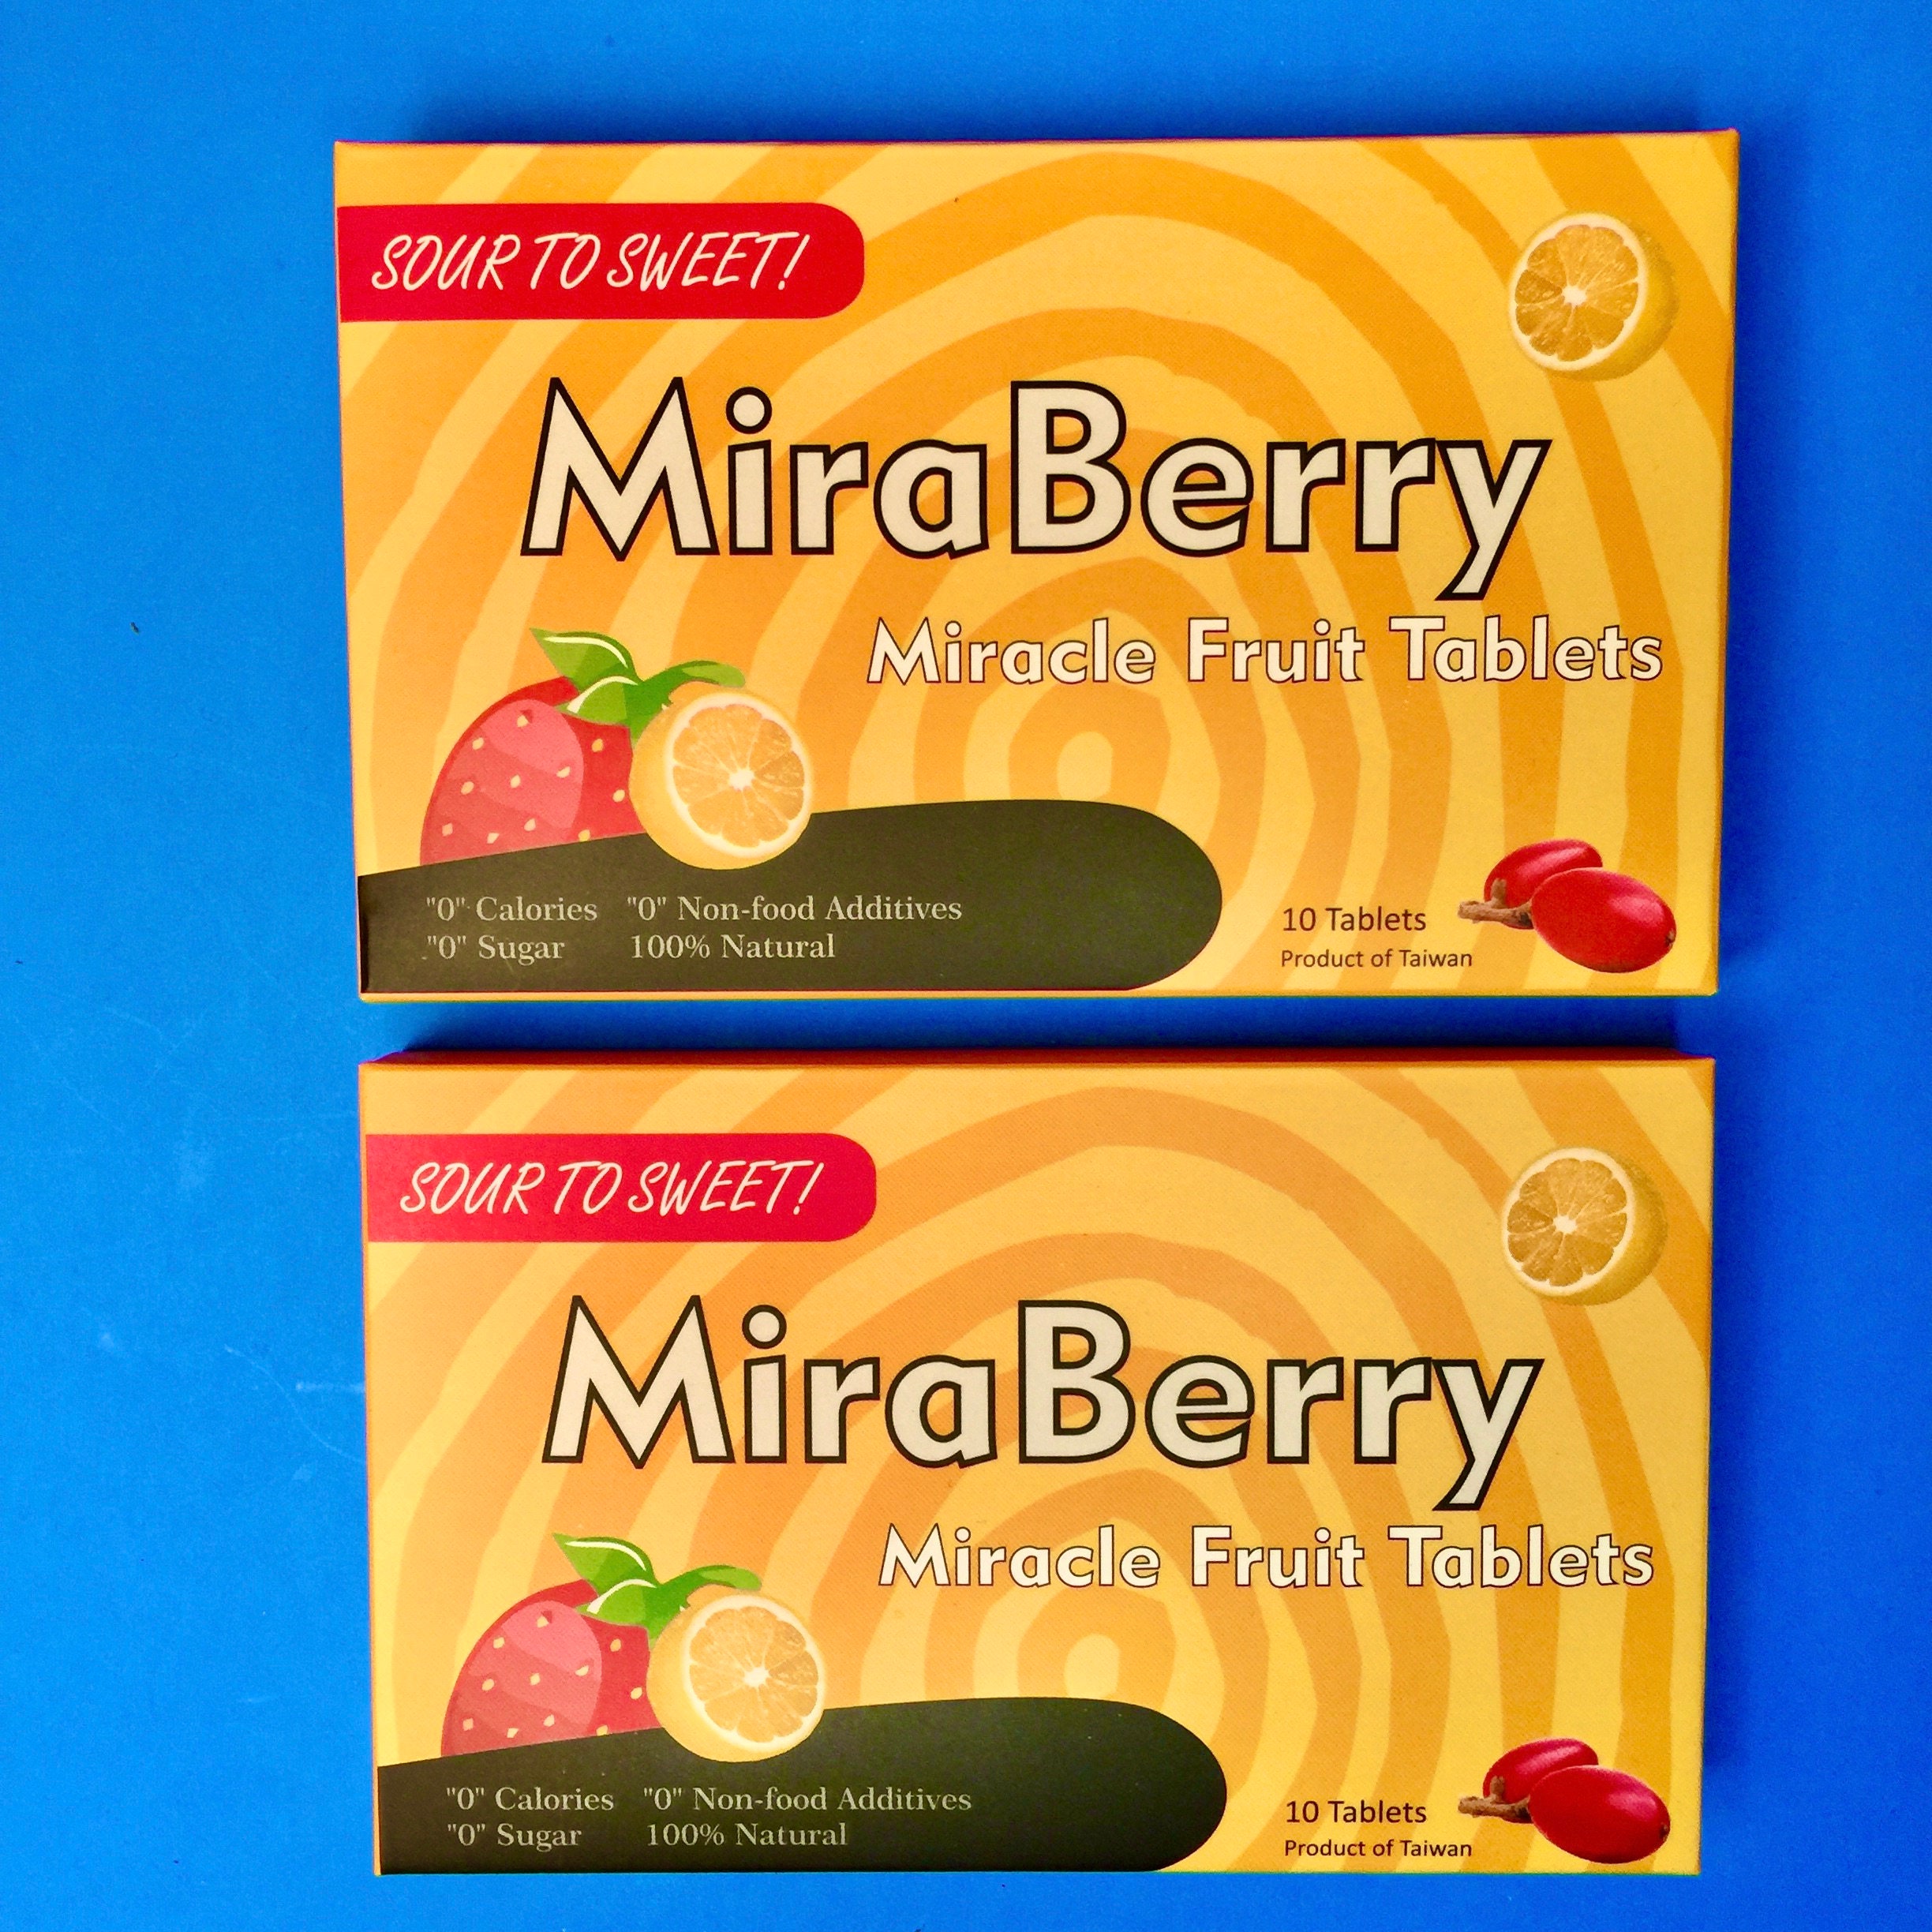 SOUR TO SWEET!
MiraBerry
Miracle Fruit Tablets
"0" Calories "0" Non-food Additives
"0" Sugar 100% Natural
10 Tablets
Product of Taiwan
SOUR TO SWEET!
MiraBerry
Miracle Fruit Tablets
"0" Calories "0" Non-food Additives
"0" Sugar 100% Natural
10 Tablets
Product of Taiwan